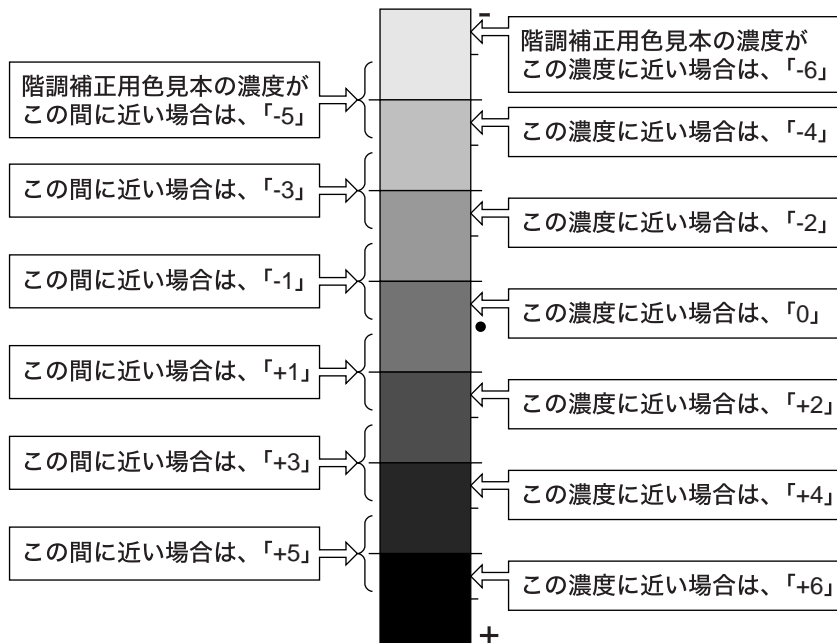 -
階調補正用色見本の濃度が
この濃度に近い場合は、「-6」
階調補正用色見本の濃度が
この間に近い場合は、「-5」
この濃度に近い場合は、「-4」
この間に近い場合は、「-3」
この濃度に近い場合は、「-2」
この間に近い場合は、「-1」
この濃度に近い場合は、「0」
この間に近い場合は、「+1」
この濃度に近い場合は、「+2」
この間に近い場合は、「+3」
この濃度に近い場合は、「+4」
この間に近い場合は、「+5」
この濃度に近い場合は、「+6」
+